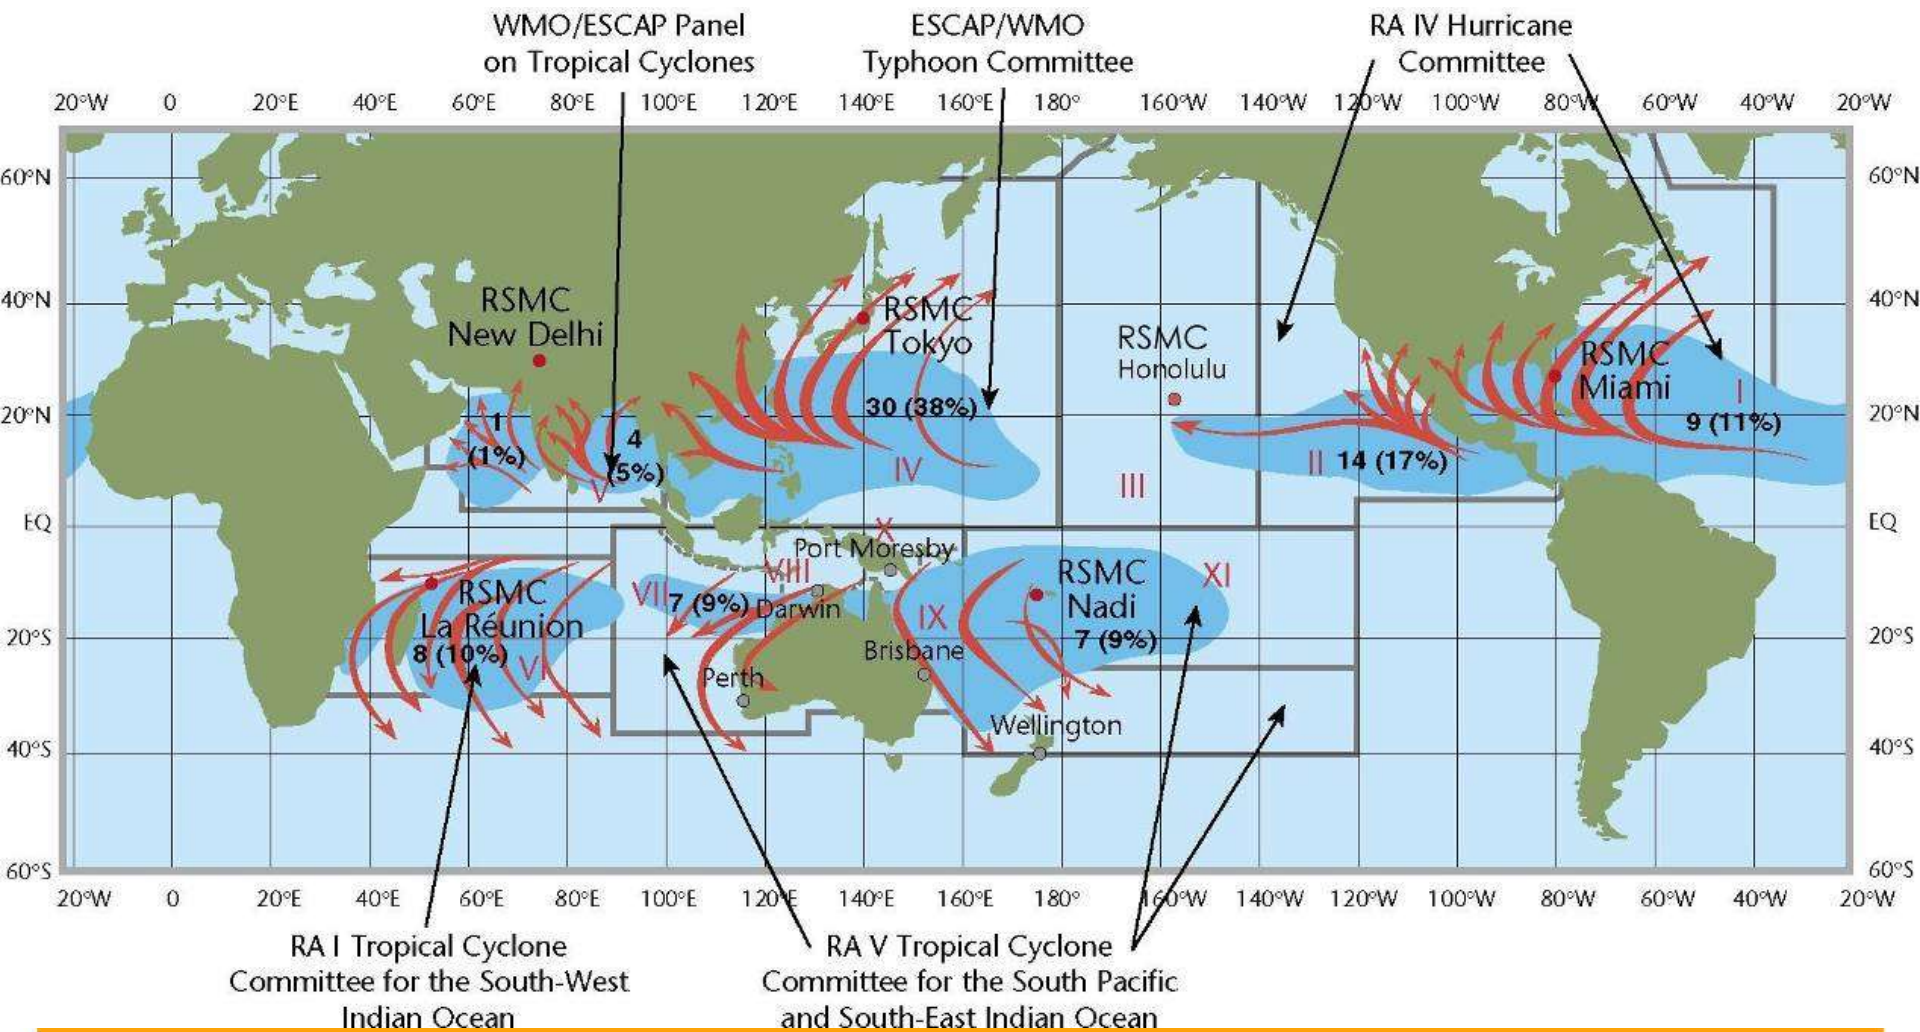 WMO/ESCAP Panel
on Tropical Cyclones
ESCAP/WMO
Typhoon Committee
RA IV Hurricane
Committee
20°W 0 20°E 40°E 60°E 80°E 100°E 120°E 140°E 160°E 180° 160°W 140°W 120°W 100°W 80°W 60°W 40°W 20°W
60°N 60°N
40°N 40°N
20°N 20°N
EQ EQ
20°S 20°S
40°S 40°S
60°S 60°S
RSMC
New Delhi
RSMC
Tokyo
RSMC
Honolulu
RSMC
Miami
1
(1%)
4
(5%)
V
30 (38%)
IV
III
II 14 (17%)
I
9 (11%)
X
Port Moresby
VIII
VII
7 (9%)
Darwin
RSMC
La Réunion
8 (10%)
VI
IX
Brisbane
Perth
RSMC
Nadi
7 (9%)
XI
Wellington
20°W 0 20°E 40°E 60°E 80°E 100°E 120°E 140°E 160°E 180° 160°W 140°W 120°W 100°W 80°W 60°W 40°W 20°W
RA I Tropical Cyclone
Committee for the South-West
Indian Ocean
RA V Tropical Cyclone
Committee for the South Pacific
and South-East Indian Ocean